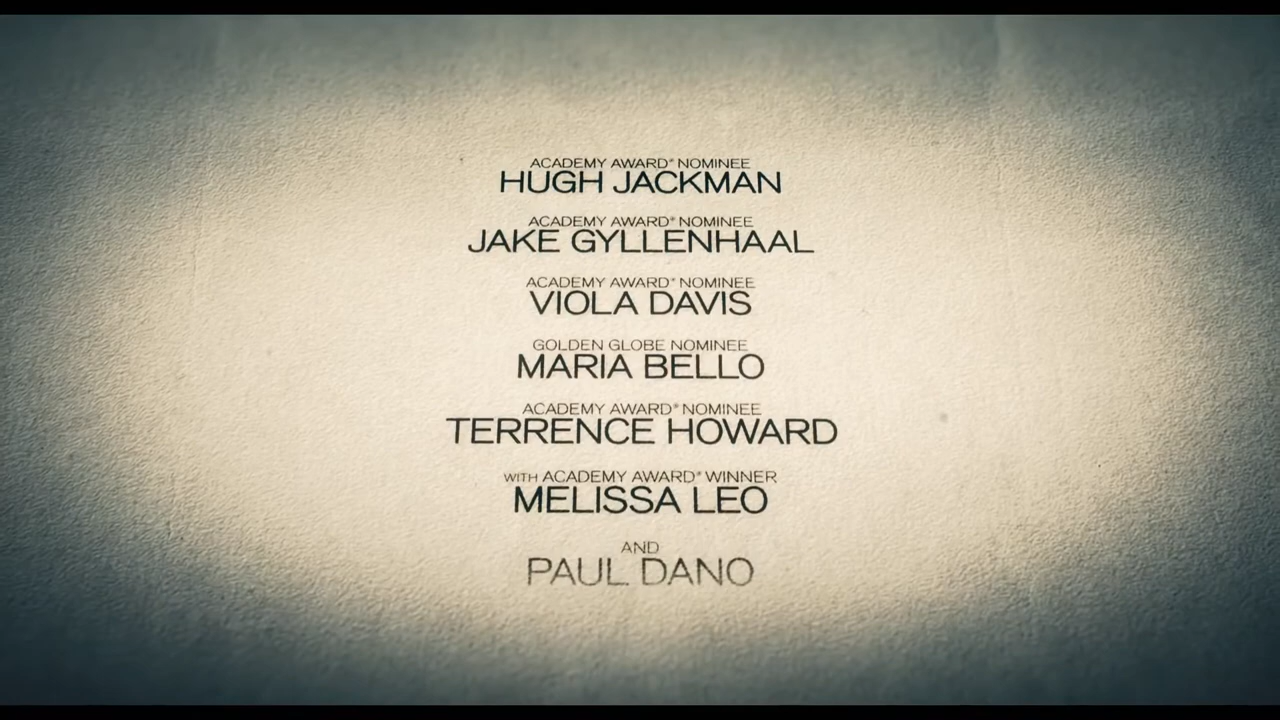 ACADEMY AWARD® NOMINEE
HUGH JACKMAN
ACADEMY AWARD® NOMINEE
JAKE GYLLENHAAL
ACADEMY AWARD® NOMINEE
VIOLA DAVIS
GOLDEN GLOBE NOMINEE
MARIA BELLO
ACADEMY AWARD® NOMINEE
TERRENCE HOWARD
WITH ACADEMY AWARD® WINNER
MELISSA LEO
AND
PAUL DANO